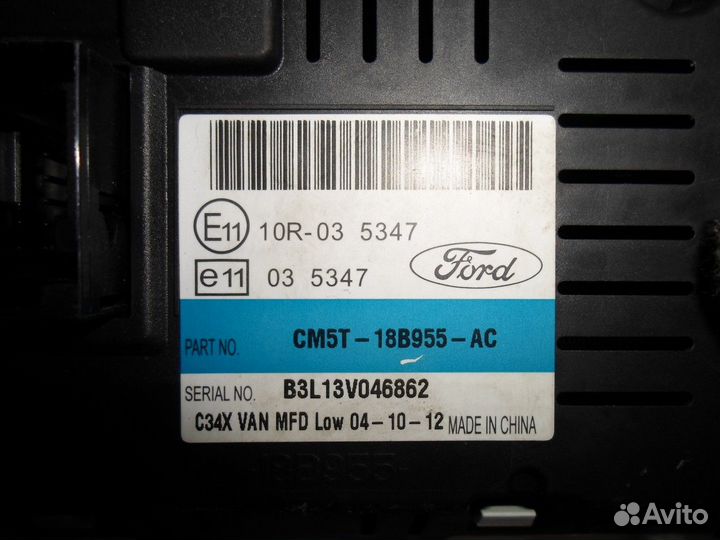 E11 10R-03 5347
e11 03 5347
Ford
PART NO. CM5T-18B955-AC
SERIAL NO. B3L13V046862
C34X VAN MFD Low 04-10-12 MADE IN CHINA
18B955-
Avito